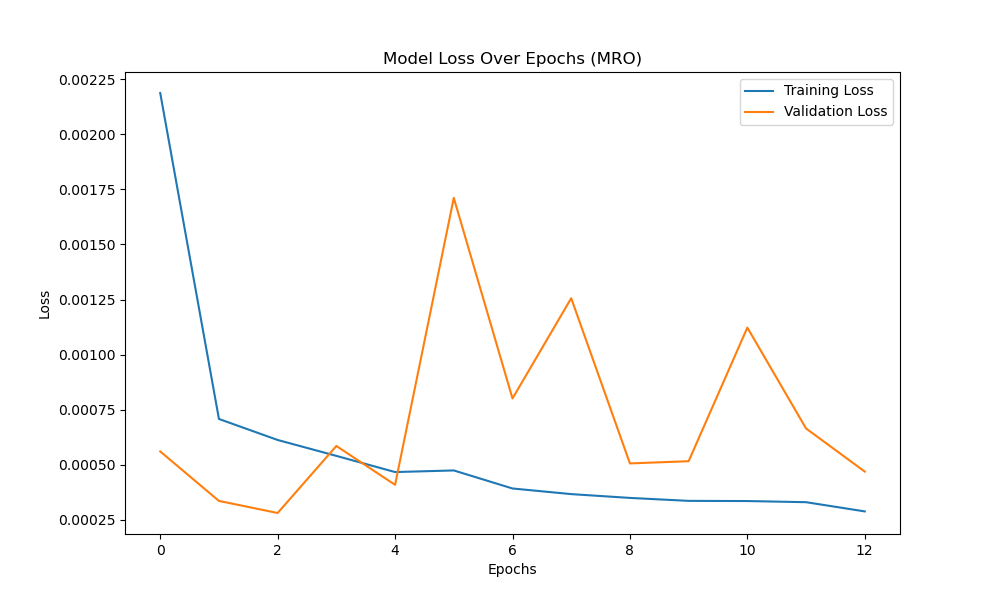 Model Loss Over Epochs (MRO)
Training Loss
Validation Loss
0.00225
0.00200
0.00175
0.00150
0.00125
0.00100
0.00075
0.00050
0.00025
Loss
0 2 4 6 8 10 12
Epochs